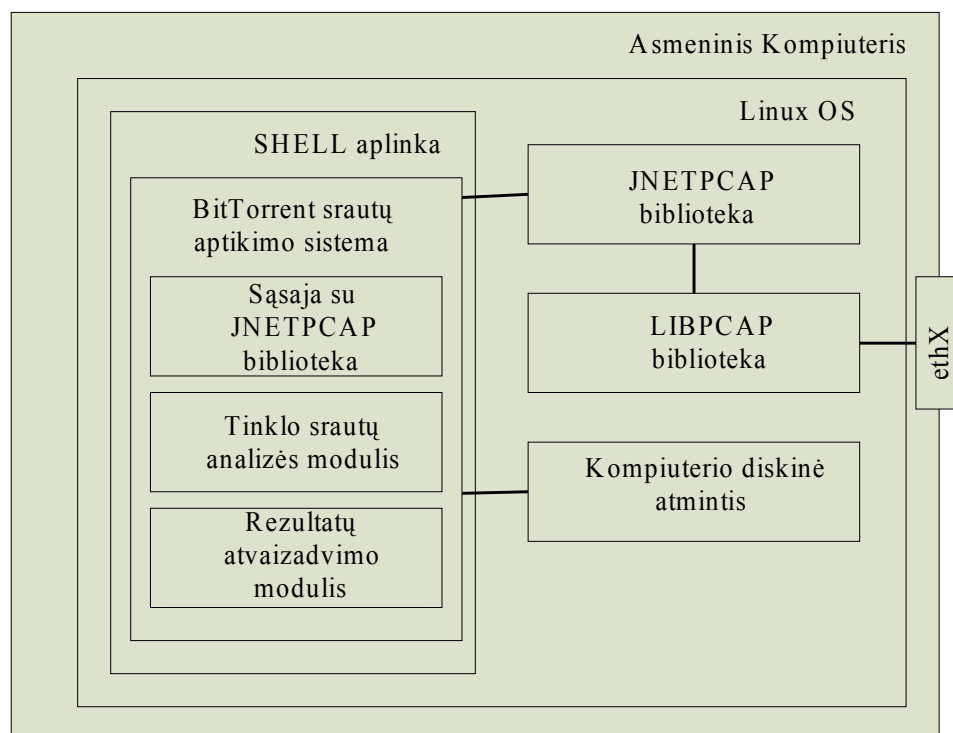 Asmeninis Kompiuteris
Linux OS
SHELL aplinka
BitTorrent srautų
aptikimo sistema
Sąsaja su
JNETPCAP
biblioteka
Tinklo srautų
analizės modulis
Rezultatų
atvaizadvimo
modulis
JNETPCAP
biblioteka
LIBPCAP
biblioteka
Kompiuterio diskinė
atmintis
ethX